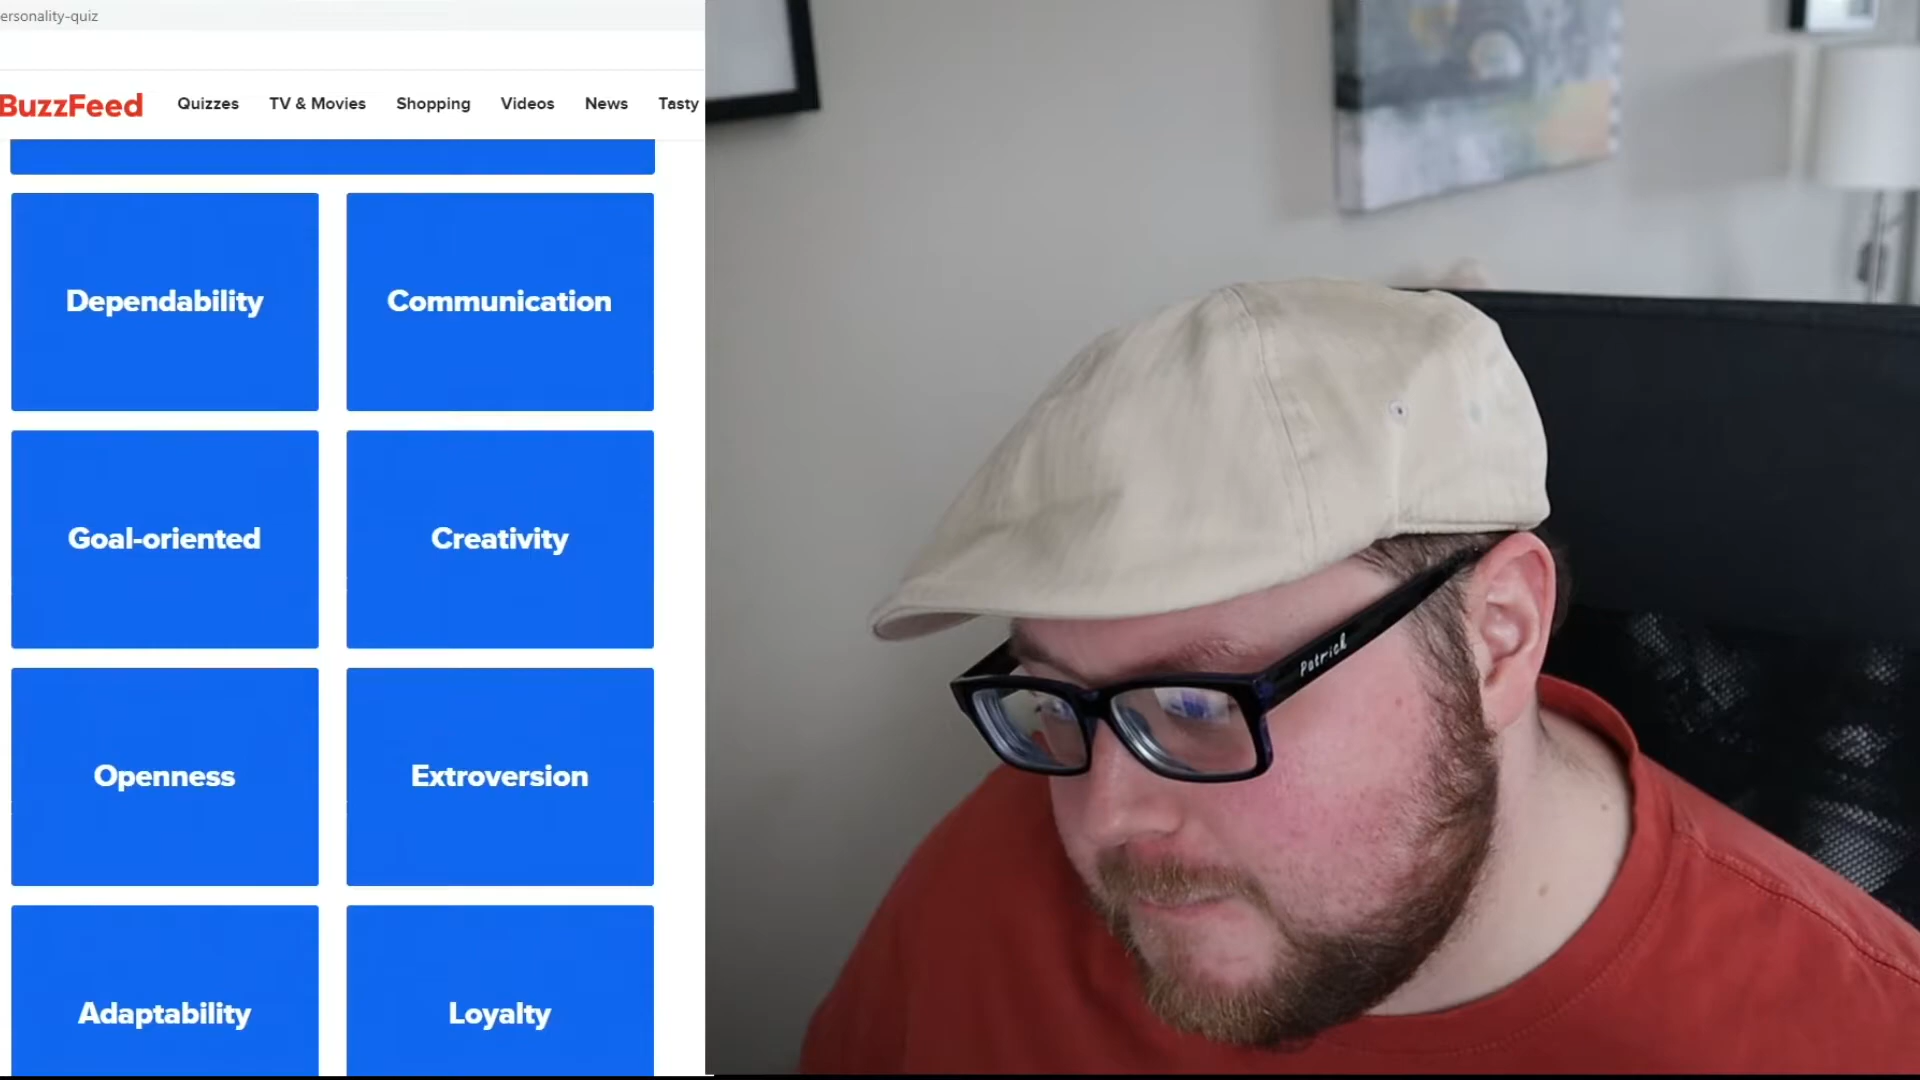 ersonality-quiz
BuzzFeed Quizzes TV & Movies Shopping Videos News Tasty
Dependability Communication
Goal-oriented Creativity
Openness Extroversion
Patrick
Adaptability Loyalty